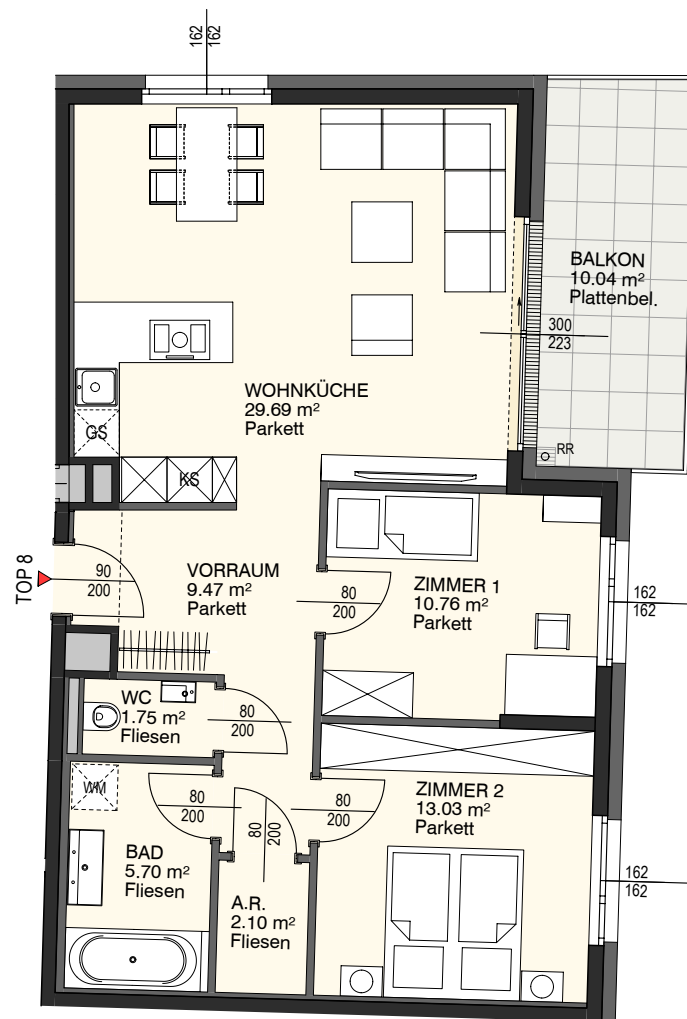 162
162
BALKON
10.04 m²
Plattenbel.
300
223
WOHNKÜCHE
29.69 m²
Parkett
GS
KS
RR
TOP 8
90
200
VORRAUM
9.47 m²
Parkett
80
200
ZIMMER 1
10.76 m²
Parkett
162
162
WC
1.75 m²
Fliesen
80
200
WM
80
200
80
200
80
200
ZIMMER 2
13.03 m²
Parkett
BAD
5.70 m²
Fliesen
A.R.
2.10 m²
Fliesen
162
162